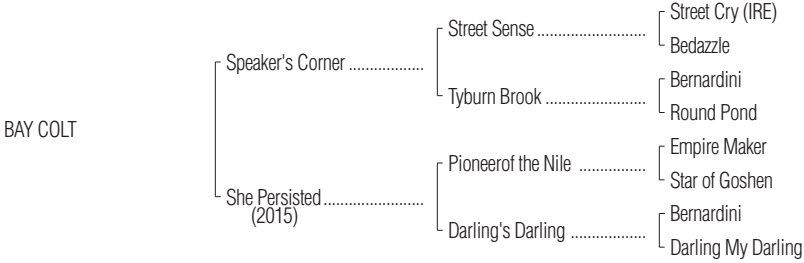 Street Cry (IRE)
Street Sense ..........................
Bedazzle
Speaker's Corner ..................
Bernardini
Tyburn Brook ........................
Round Pond
BAY COLT
Empire Maker
Pioneerof the Nile ................
Star of Goshen
She Persisted ........................
(2015)
Bernardini
Darling's Darling ..................
Darling My Darling